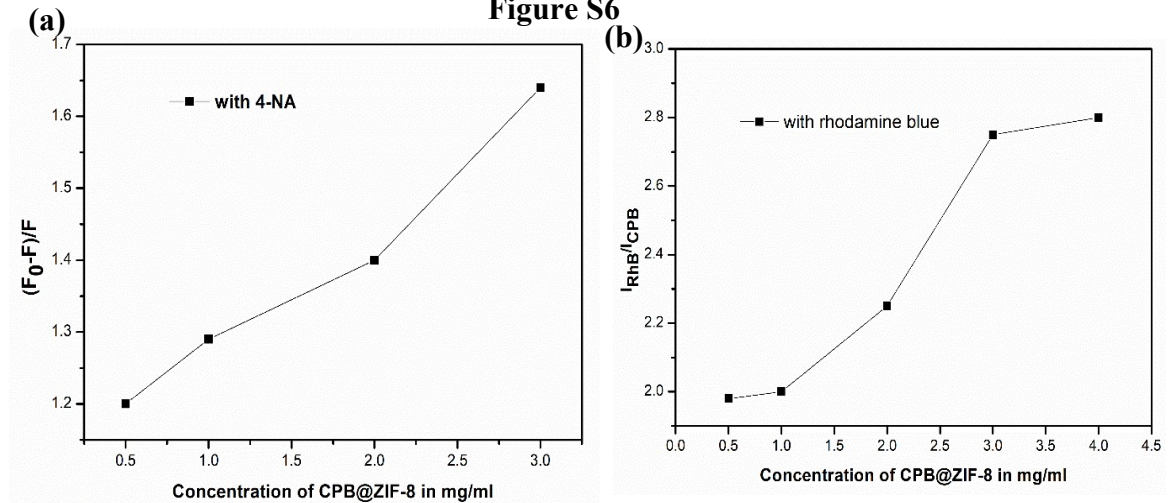 Figure S6
(a)
1.7
1.6
1.5
1.4
1.3
1.2
(F0-F)/F
with 4-NA
0.5 1.0 1.5 2.0 2.5 3.0
Concentration of CPB@ZIF-8 in mg/ml
(b)
3.0
2.8
2.6
2.4
2.2
2.0
IRhB/ICPB
with rhodamine blue
0.0 0.5 1.0 1.5 2.0 2.5 3.0 3.5 4.0 4.5
Concentration of CPB@ZIF-8 in mg/ml